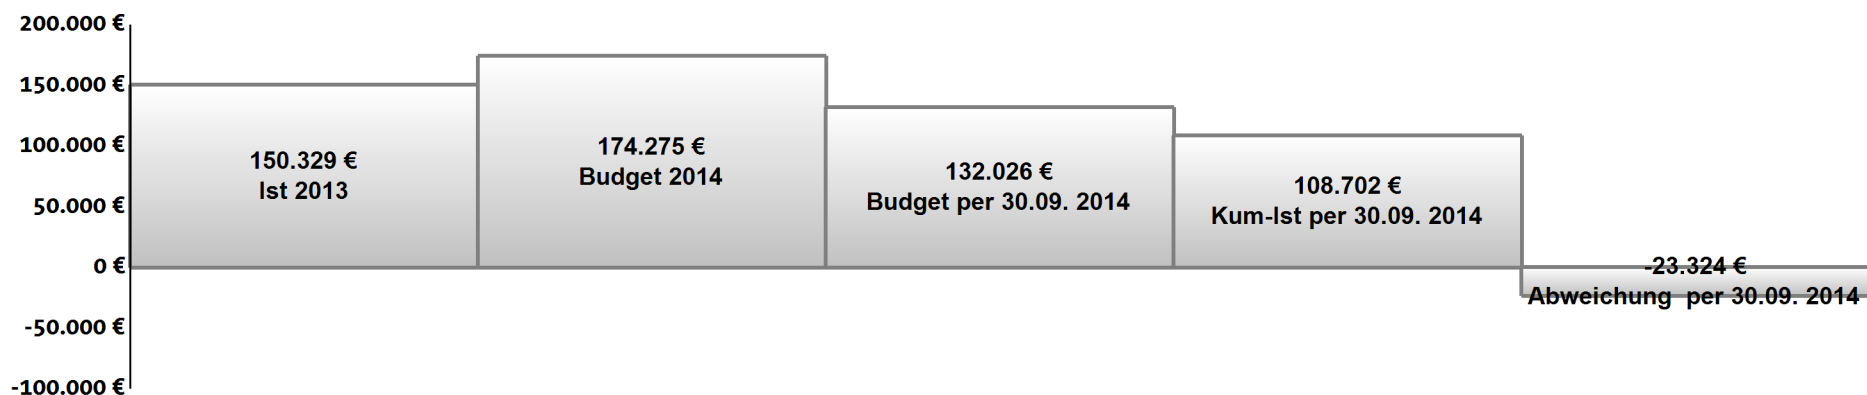 200.000 €
150.000 €
100.000 €
50.000 €
0 €
-50.000 €
-100.000 €
150.329 €
Ist 2013
174.275 €
Budget 2014
132.026 €
Budget per 30.09. 2014
108.702 €
Kum-Ist per 30.09. 2014
-23.324 €
Abweichung  per 30.09. 2014